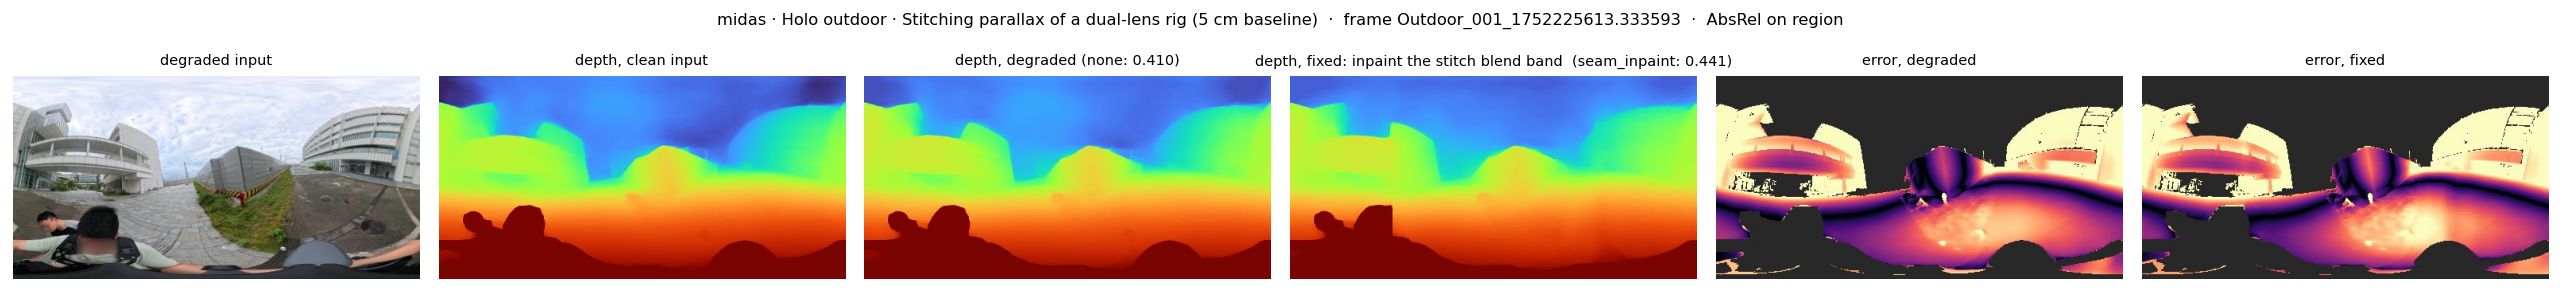 midas · Holo outdoor · Stitching parallax of a dual-lens rig (5 cm baseline) · frame Outdoor_001_1752225613.333593 · AbsRel on region
degraded input
depth, clean input
depth, degraded (none: 0.410)
depth, fixed: inpaint the stitch blend band (seam_inpaint: 0.441)
error, degraded
error, fixed